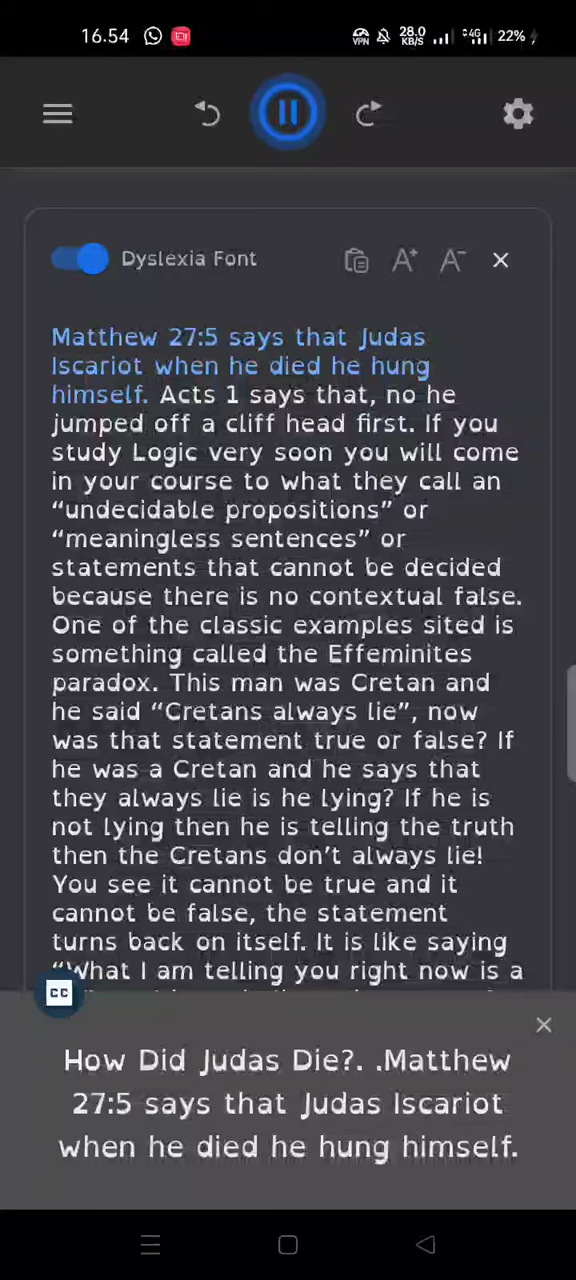 16.54
VPN
28.0
KB/S
4G
22%
Dyslexia Font
A+
A-
Matthew 27:5 says that Judas
Iscariot when he died he hung
himself. Acts 1 says that, no he
jumped off a cliff head first. If you
study Logic very soon you will come
in your course to what they call an
“undecidable propositions” or
“meaningless sentences” or
statements that cannot be decided
because there is no contextual false.
One of the classic examples sited is
something called the Effeminites
paradox. This man was Cretan and
he said “Cretans always lie”, now
was that statement true or false? If
he was a Cretan and he says that
they always lie is he lying? If he is
not lying then he is telling the truth
then the Cretans don’t always lie!
You see it cannot be true and it
cannot be false, the statement
turns back on itself. It is like saying
“What I am telling you right now is a
CC
How Did Judas Die?. .Matthew
27:5 says that Judas Iscariot
when he died he hung himself.